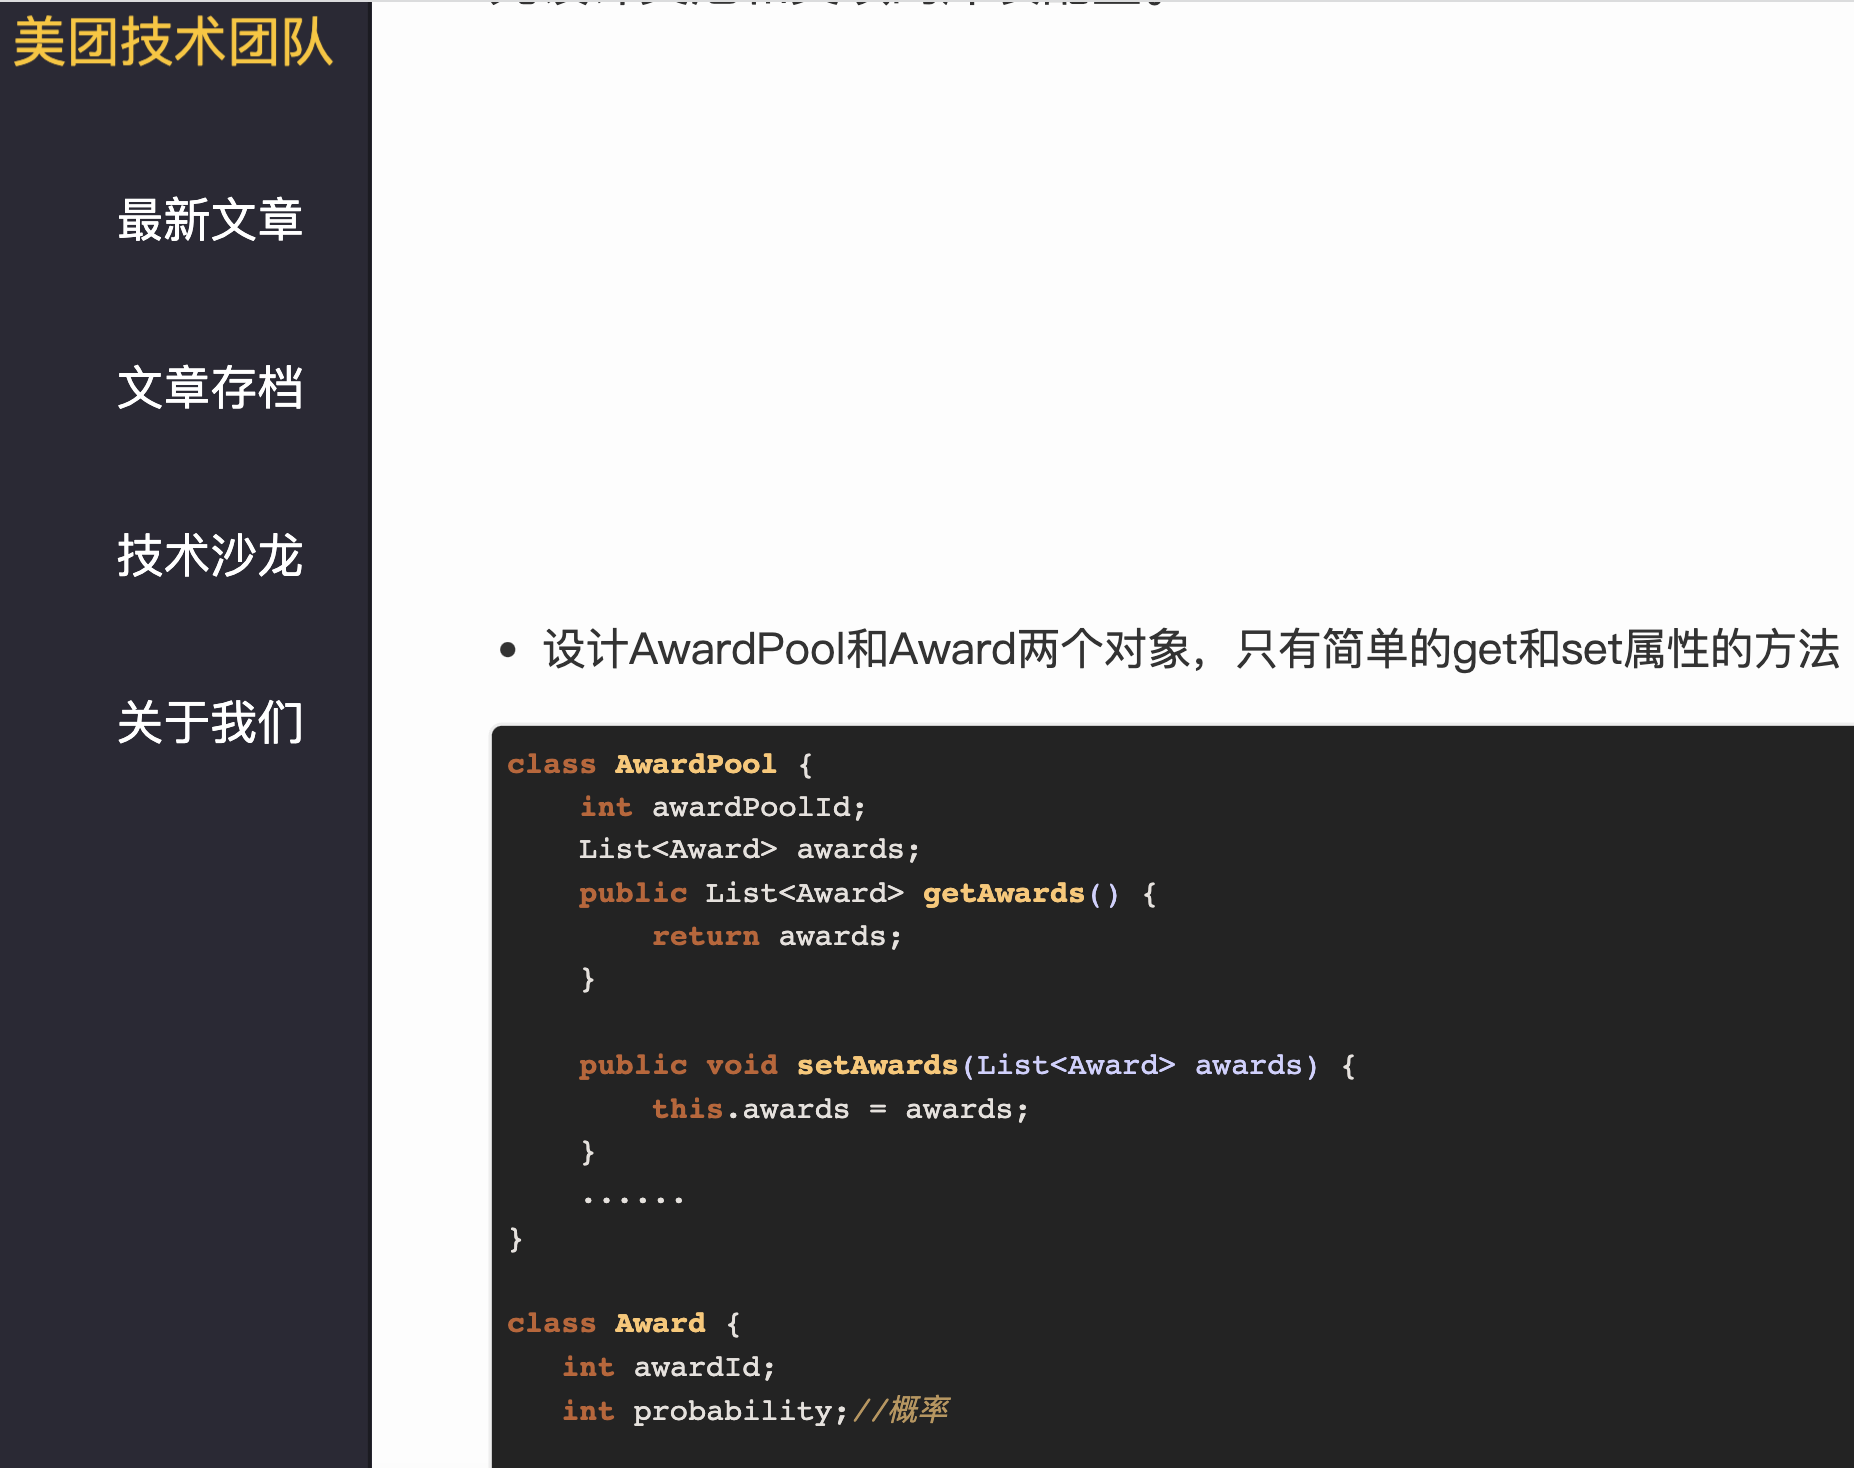 美团技术团队
最新文章
文章存档
技术沙龙
关于我们
• 设计AwardPool和Award两个对象，只有简单的get和set属性的方法
class AwardPool {
    int awardPoolId;
    List<Award> awards;
    public List<Award> getAwards() {
        return awards;
    }

    public void setAwards(List<Award> awards) {
        this.awards = awards;
    }
    ......
}

class Award {
   int awardId;
   int probability;//概率